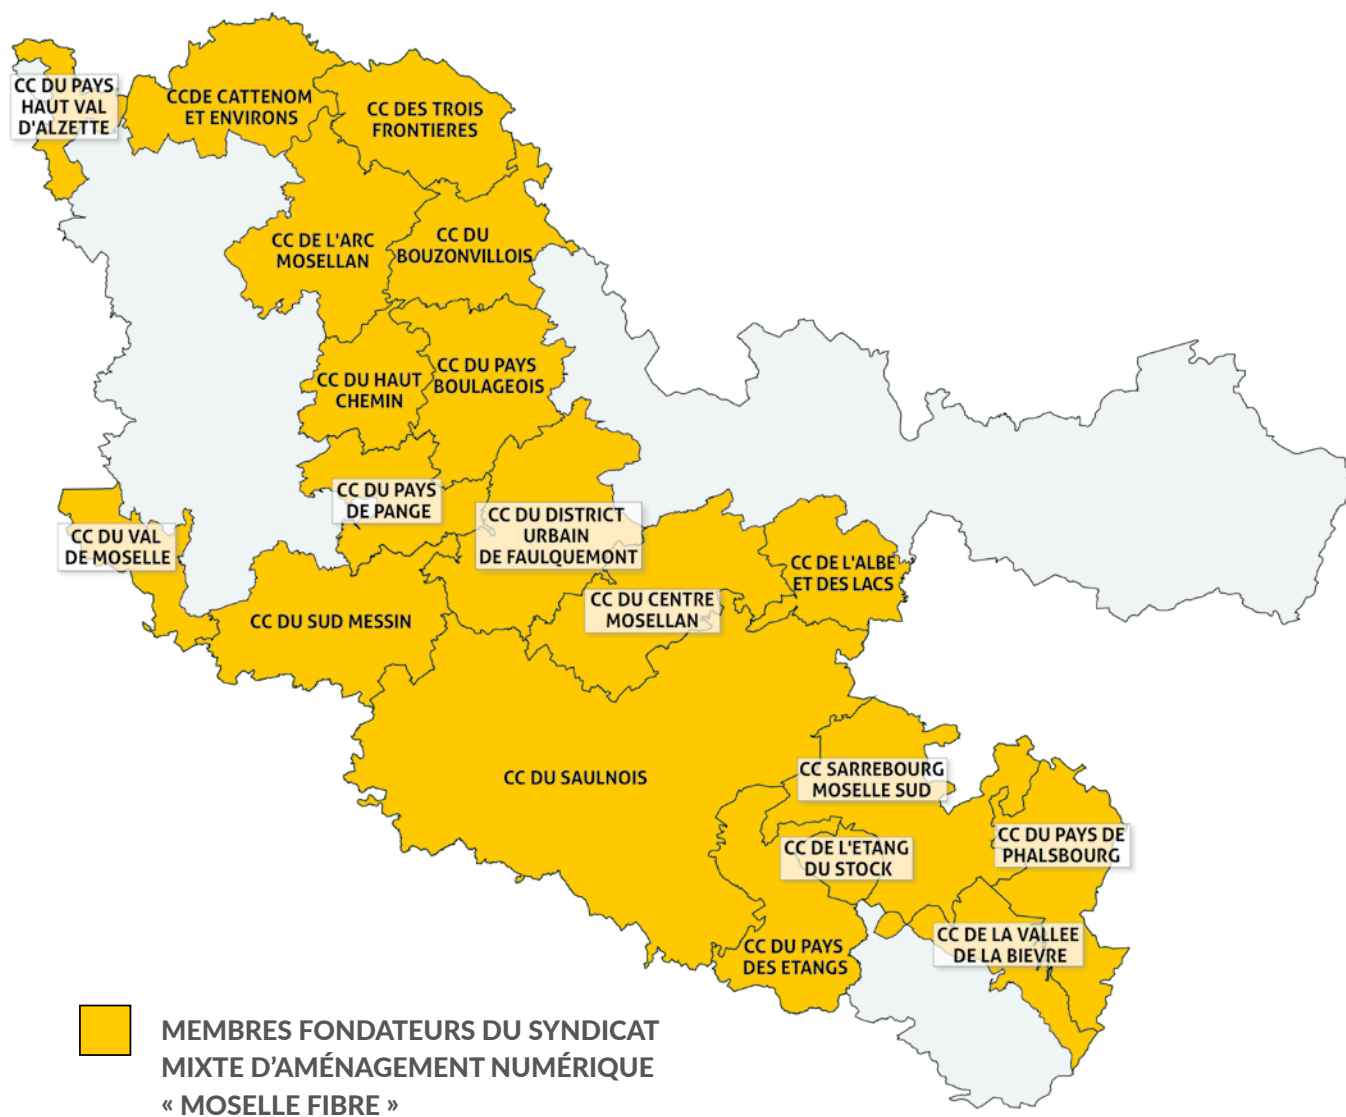 CC DU PAYS
HAUT VAL
D'ALZETTE
CCDE CATTENOM
ET ENVIRONS
CC DES TROIS
FRONTIERES
CC DE L'ARC
MOSELLAN
CC DU
BOUZONVILLOIS
CC DU HAUT
CHEMIN
CC DU PAYS
BOULAGEOIS
CC DU PAYS
DE PANGE
CC DU VAL
DE MOSELLE
CC DU DISTRICT
URBAIN
DE FAULQUEMONT
CC DE L'ALBE
ET DES LACS
CC DU CENTRE
MOSELLAN
CC DU SUD MESSIN
CC DU SAULNOIS
CC SARREBOURG
MOSELLE SUD
CC DU PAYS DE
PHALSBOURG
CC DE L'ETANG
DU STOCK
CC DE LA VALLEE
DE LA BIEVRE
CC DU PAYS
DES ETANGS
MEMBRES FONDATEURS DU SYNDICAT
MIXTE D’AMÉNAGEMENT NUMÉRIQUE
« MOSELLE FIBRE »